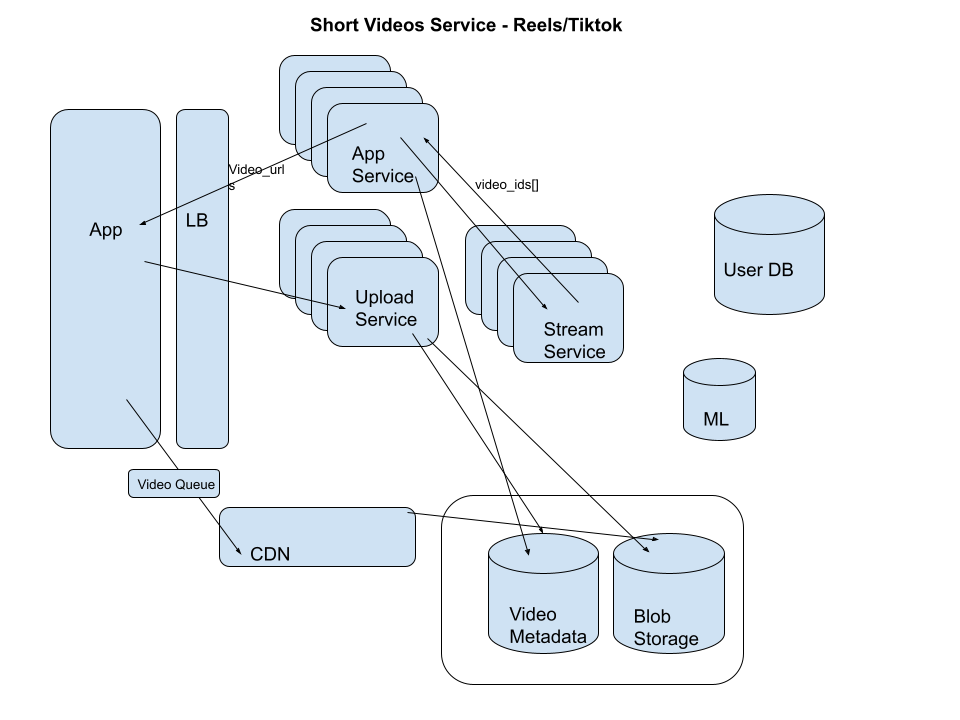 Short Videos Service - Reels/Tiktok
App
Service
Video_url
s
video_ids[]
App
LB
User DB
Upload
Service
Stream
Service
ML
Video Queue
CDN
Video
Metadata
Blob
Storage